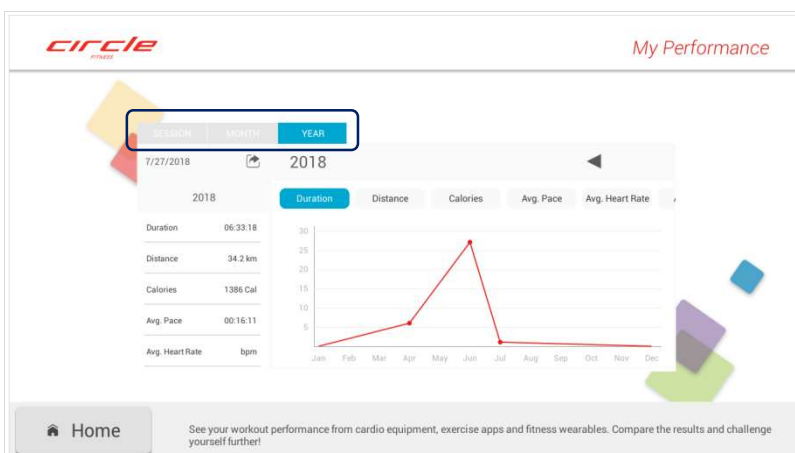 circle
FITNESS
My Performance
SESSION MONTH YEAR
7/27/2018
2018
2018
Duration Distance Calories Avg. Pace Avg. Heart Rate
Duration 06:33:18
Distance 34.2 km
Calories 1386 Cal
Avg. Pace 00:16:11
Avg. Heart Rate bpm
30
25
20
15
10
5
Jan Feb Mar Apr May Jun Jul Aug Sep Oct Nov Dec
Home
See your workout performance from cardio equipment, exercise apps and fitness wearables. Compare the results and challenge
yourself further!